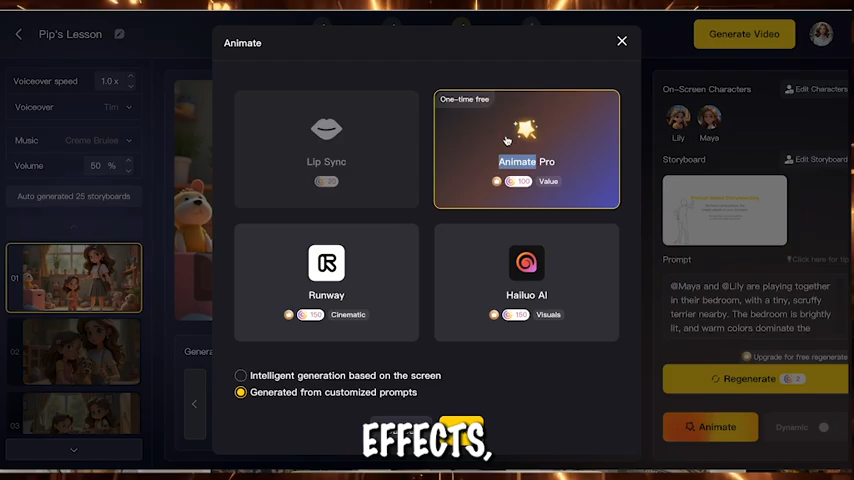 Pip's Lesson
Generate Video
Voiceover speed
1.0 x
Voiceover
Tim
Music
Creme Brulee
Volume
50 %
Auto generated 25 storyboards
01
02
03
Animate
Lip Sync
20
One-time free
Animate Pro
100
Value
Runway
150
Cinematic
Hailuo AI
150
Visuals
Intelligent generation based on the screen
Generated from customized prompts
EFFECTS,
On-Screen Characters
Edit Characters
Lily
Maya
Storyboard
Edit Storyboard
Prompt
Click here for tip
@Maya and @Lily are playing together
in their bedroom, with a tiny, scruffy
terrier nearby. The bedroom is brightly
lit, and warm colors dominate the
Upgrade for free regenerate
Regenerate
2
Animate
Dynamic